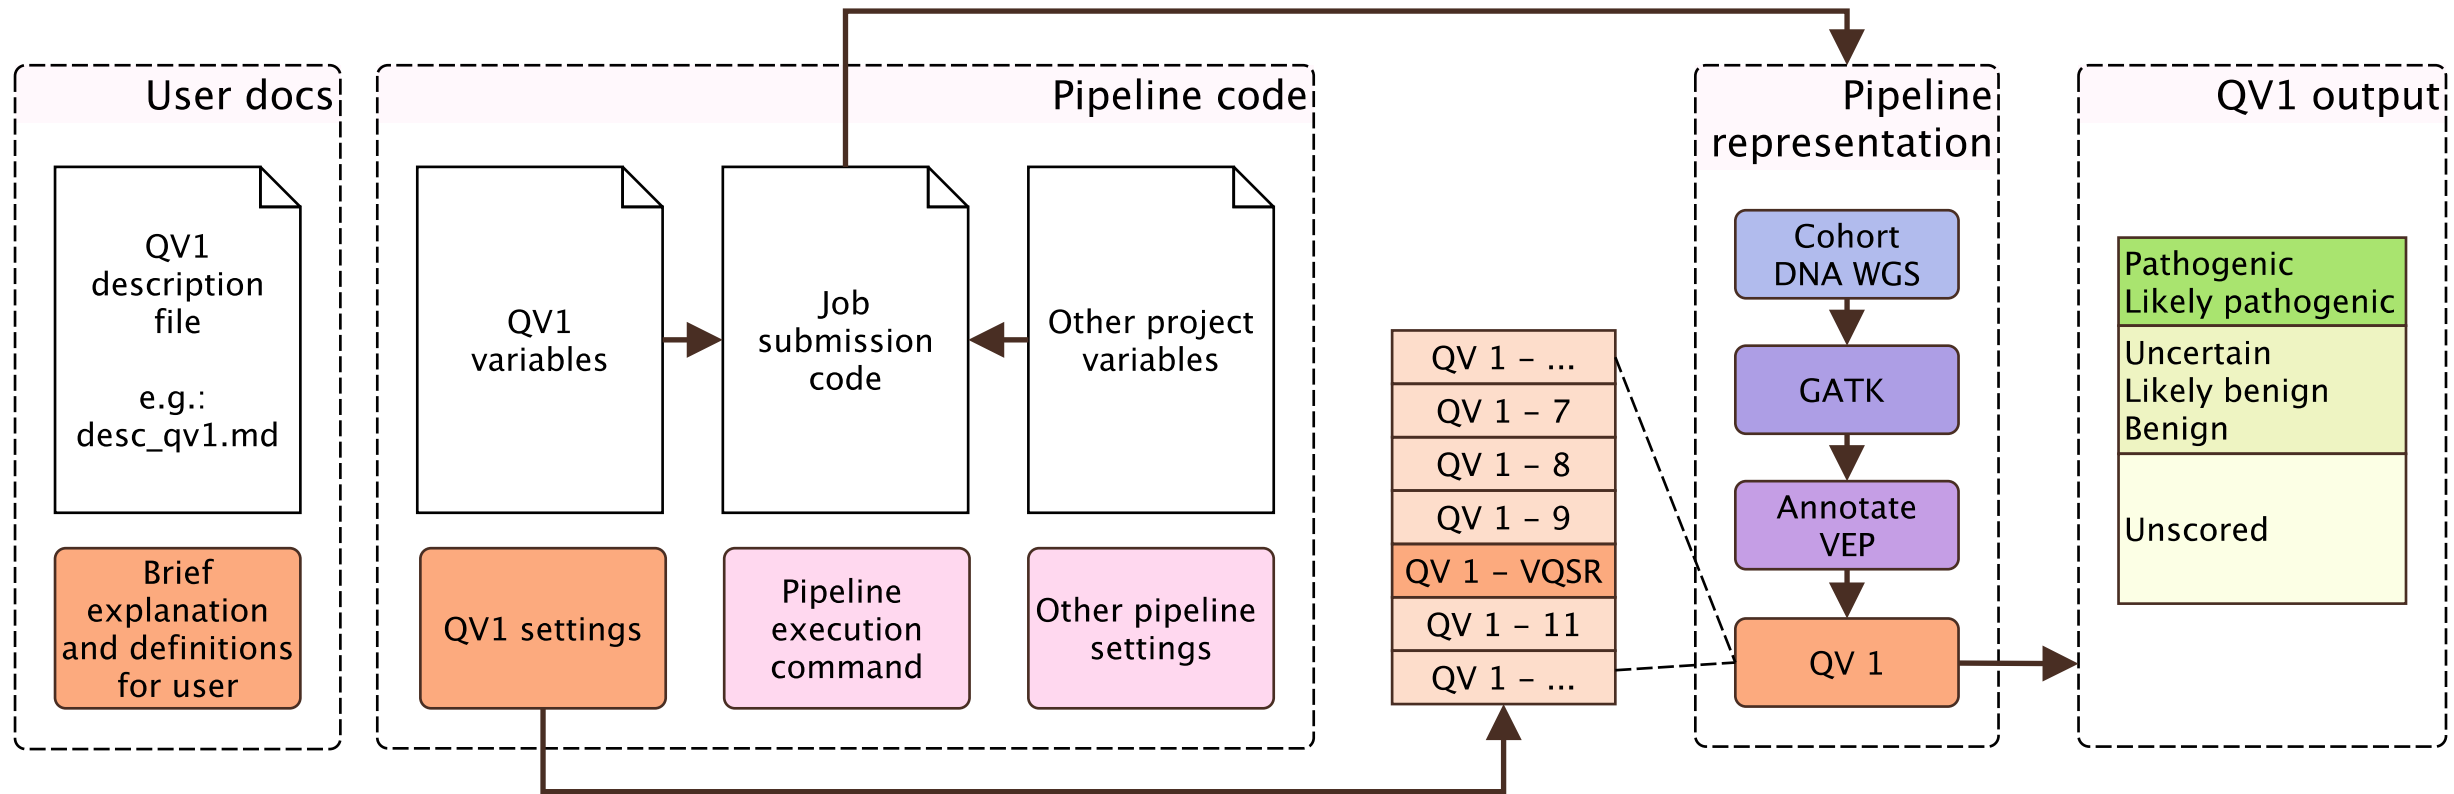 User docs
QV1
description
file
e.g.:
desc_qv1.md
Brief
explanation
and definitions
for user
Pipeline code
QV1
variables
Job
submission
code
Other project
variables
QV1 settings
Pipeline
execution
command
Other pipeline
settings
QV 1 – ...
QV 1 – 7
QV 1 – 8
QV 1 – 9
QV 1 – VQSR
QV 1 – 11
QV 1 – ...
Pipeline
representation
Cohort
DNA WGS
GATK
Annotate
VEP
QV 1
QV1 output
Pathogenic
Likely pathogenic
Uncertain
Likely benign
Benign
Unscored